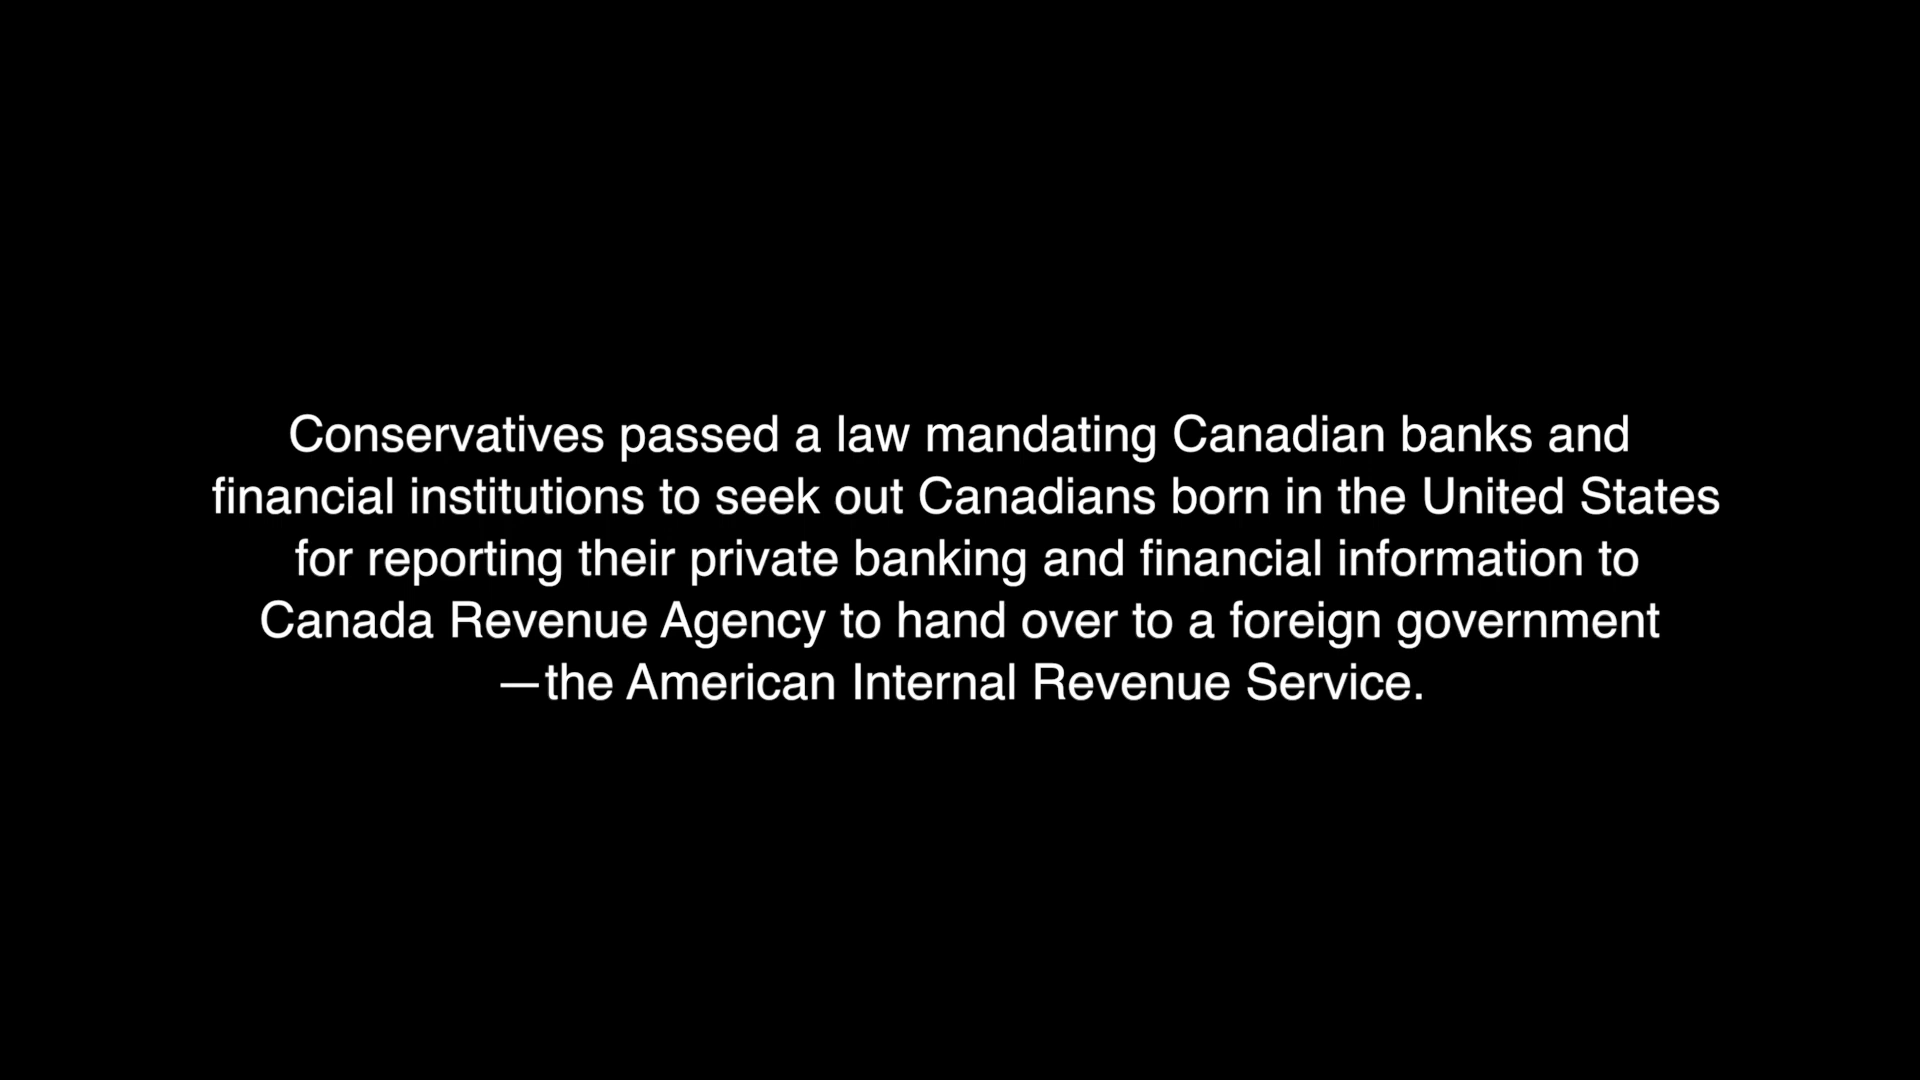 Conservatives passed a law mandating Canadian banks and
financial institutions to seek out Canadians born in the United States
for reporting their private banking and financial information to
Canada Revenue Agency to hand over to a foreign government
—the American Internal Revenue Service.